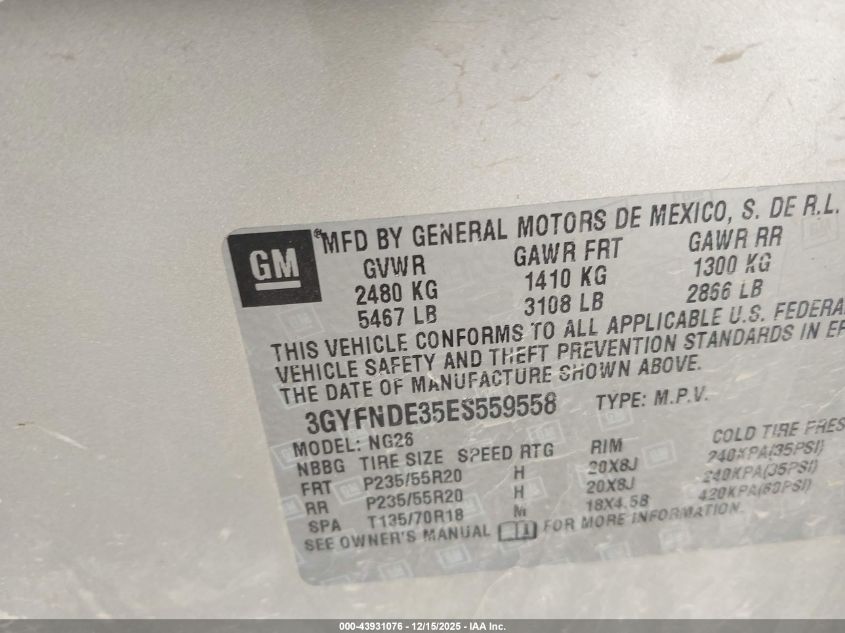 GM
®MFD BY GENERAL MOTORS DE MEXICO, S. DE R.L.
GVWR GAWR FRT GAWR RR
2480 KG 1410 KG 1300 KG
5467 LB 3108 LB 2866 LB
THIS VEHICLE CONFORMS TO ALL APPLICABLE U.S. FEDERA
VEHICLE SAFETY AND THEFT PREVENTION STANDARDS IN EF
THE DATE OF MANUFACTURE SHOWN ABOVE.
3GYFNDE35ES559558 TYPE: M.P.V.
MODEL: NG26
NBBG TIRE SIZE SPEED RTG RIM COLD TIRE PRES
FRT P235/55R20 H 20X8J 240KPA(35PSI)
RR P235/55R20 H 20X8J 240KPA(35PSI)
SPA T135/70R18 M 18X4.5B 420KPA(60PSI)
SEE OWNER'S MANUAL FOR MORE INFORMATION.
000-43931076 - 12/15/2025 - IAA Inc.